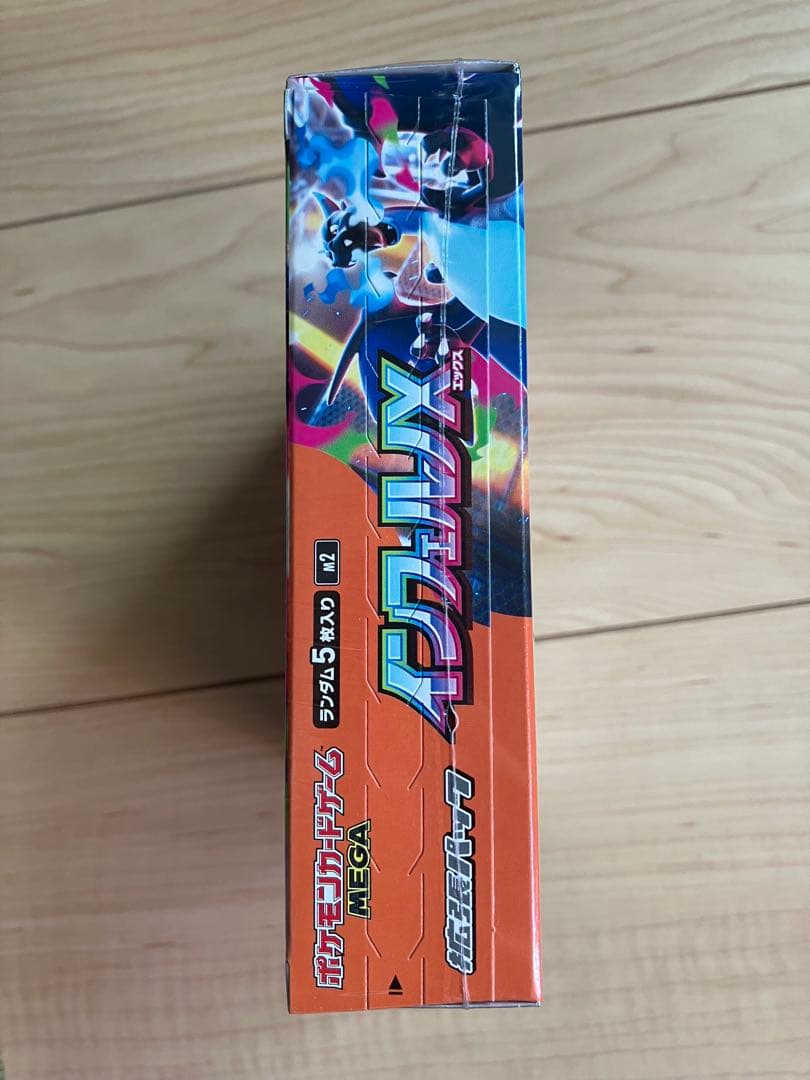 ポケモンカードゲーム
MEGA
ランダム5枚入り
M2
拡張パック
インフェルノX
エックス